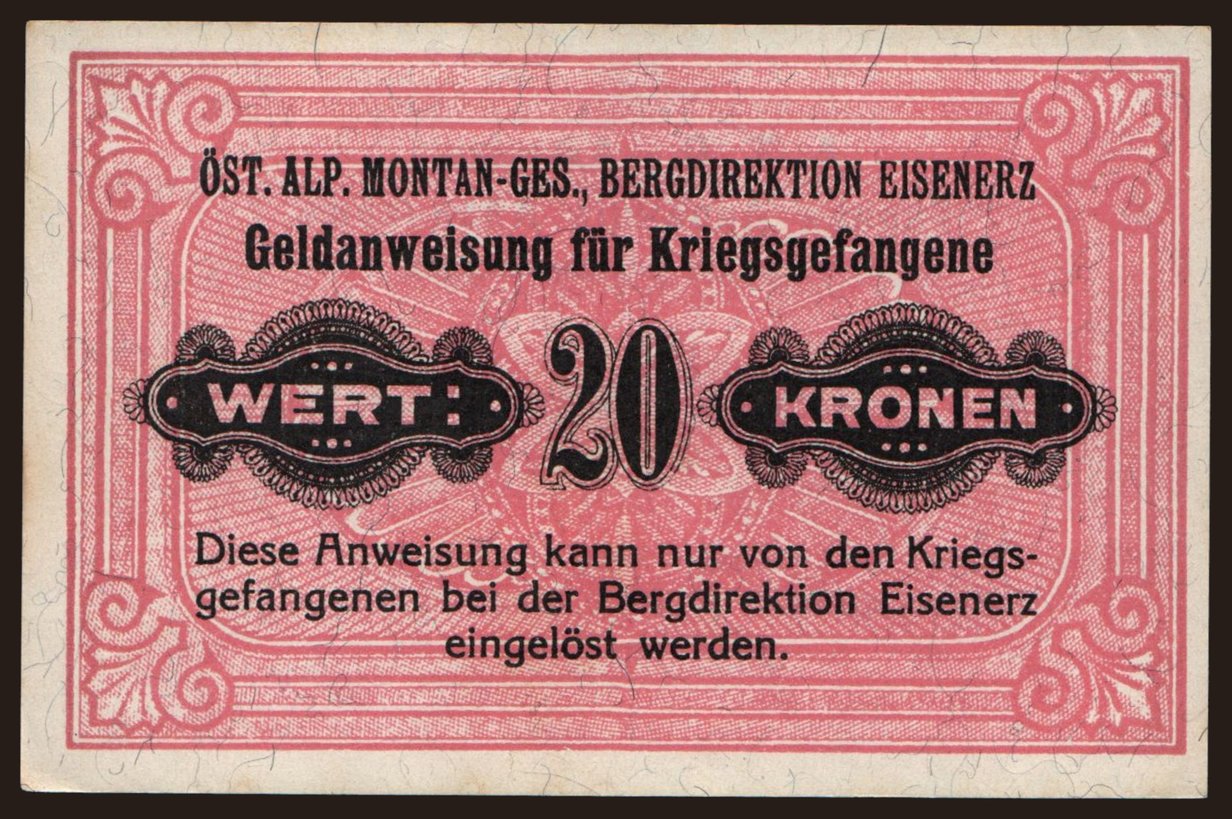 ÖST. ALP. MONTAN-GES., BERGDIREKTION EISENERZ
Geldanweisung für Kriegsgefangene
WERT: 20 KRONEN
Diese Anweisung kann nur von den Kriegs-
gefangenen bei der Bergdirektion Eisenerz
eingelöst werden.